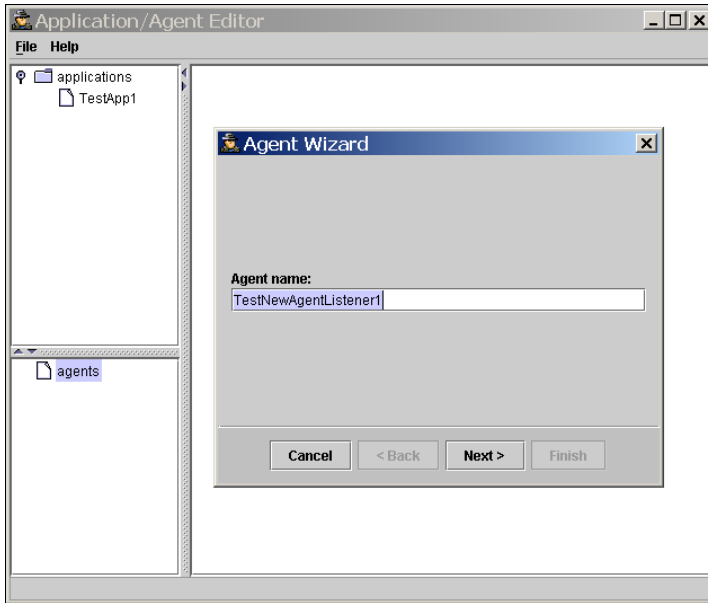 Application/Agent Editor
File Help
applications
TestApp1
Agent Wizard
Agent name:
TestNewAgentListener1
agents
Cancel < Back Next > Finish